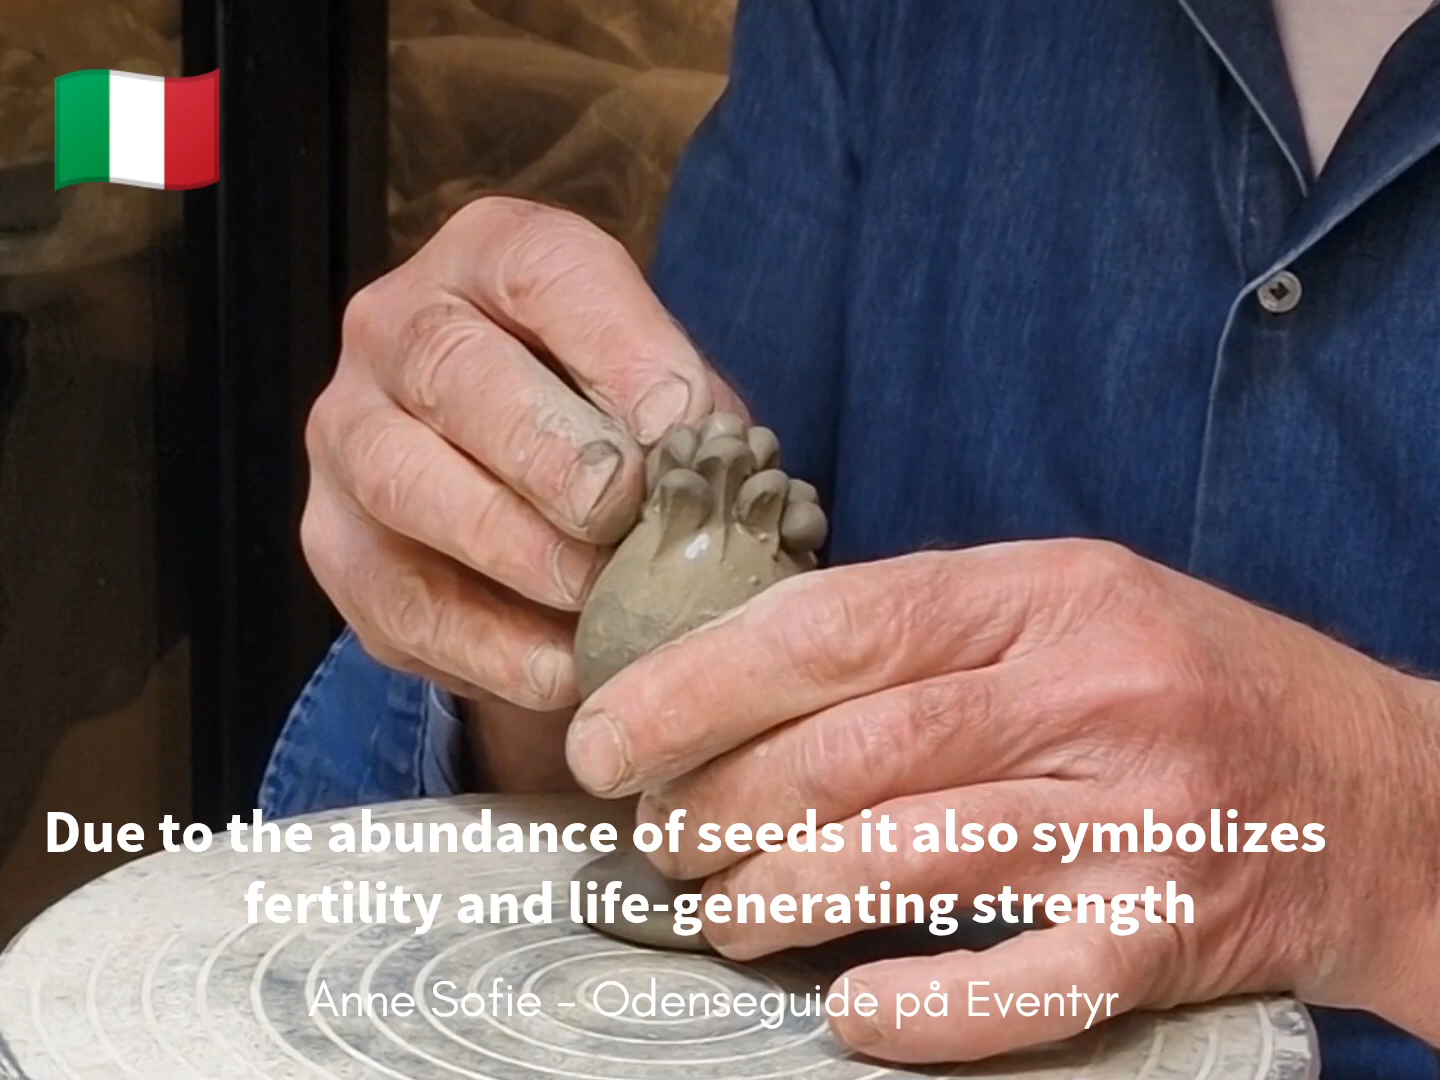 Due to the abundance of seeds it also symbolizes
fertility and life-generating strength
Anne Sofie - Odenseguide på Eventyr